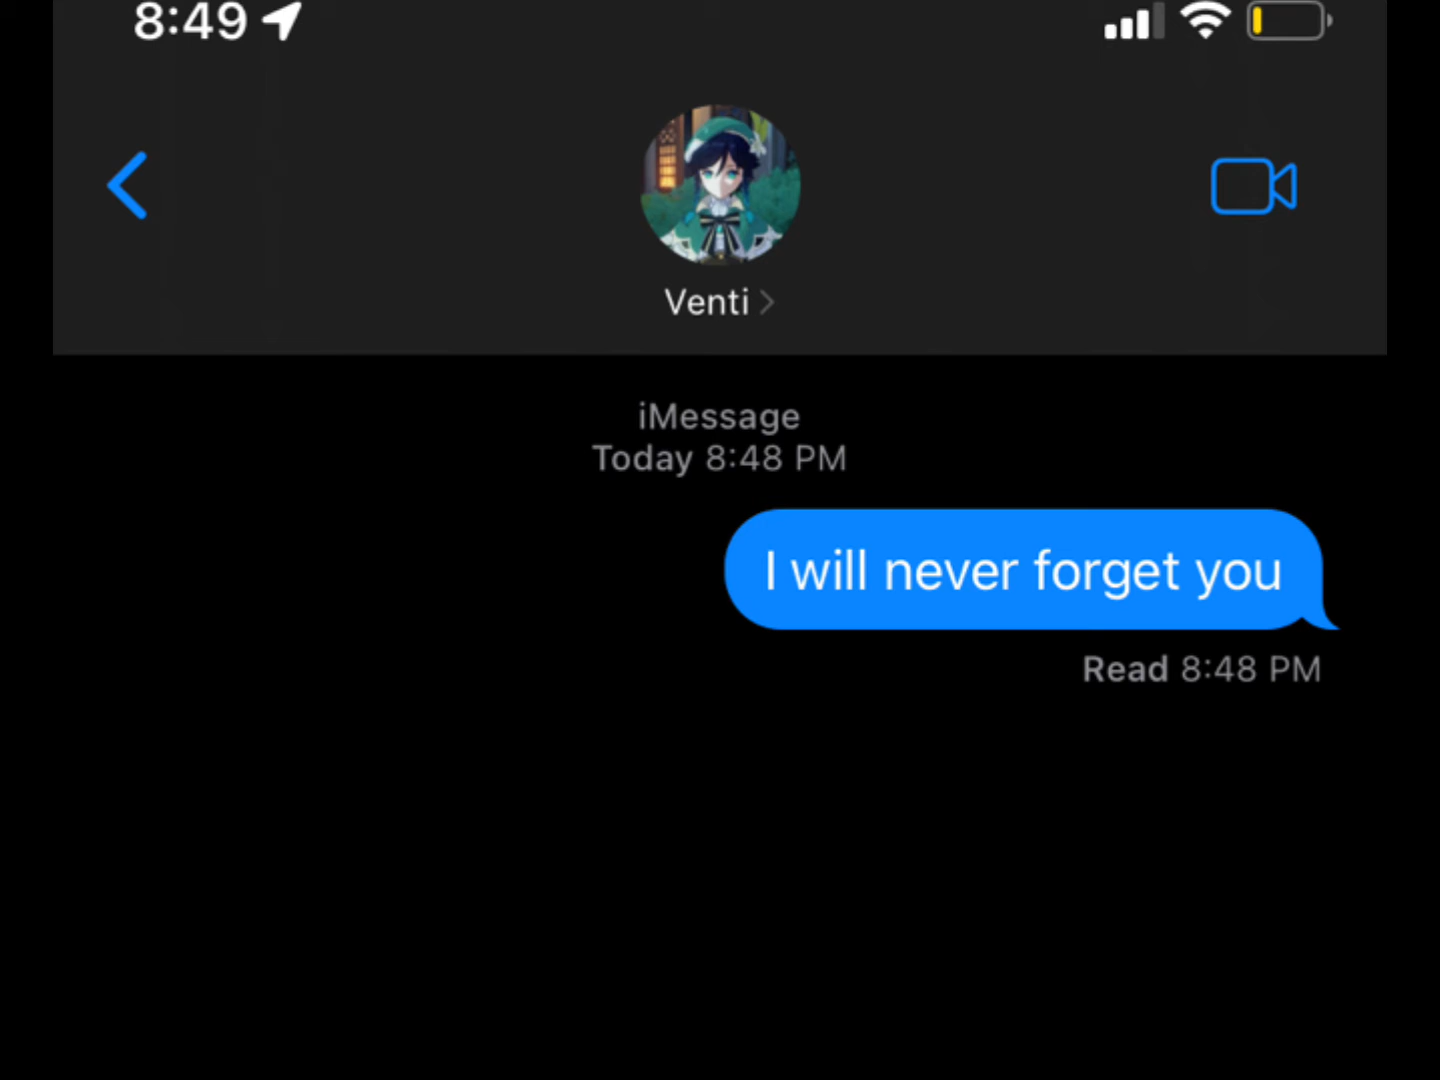 8:49
Venti
iMessage
Today 8:48 PM
I will never forget you
Read 8:48 PM